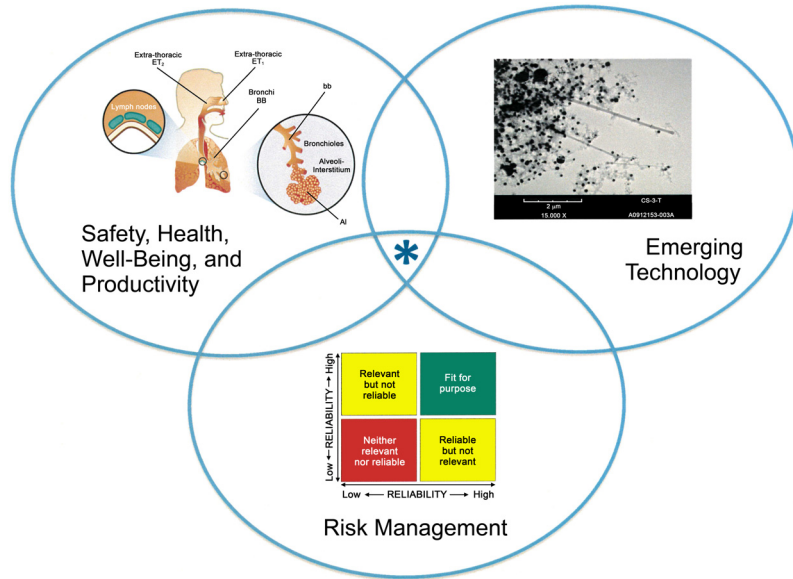 Extra-thoracic
ET2
Extra-thoracic
ET1
Bronchi
BB
Lymph nodes
bb
Bronchioles
Alveoli-
Interstitium
AI
Safety, Health,
Well-Being, and
Productivity
2 µm
15.000 X
CS-3-T
A0912153-003A
Emerging
Technology
*
Low ← RELIABILITY → High
Relevant
but not
reliable
Fit for
purpose
Neither
relevant
nor reliable
Reliable
but not
relevant
Low ← RELIABILITY → High
Risk Management